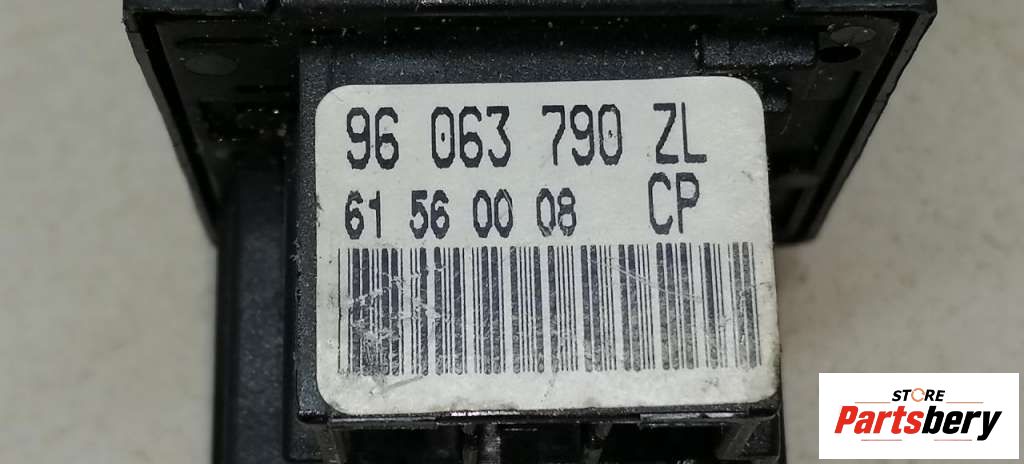 96 063 790 ZL
61 56 00 08 CP
STORE
Partsbery